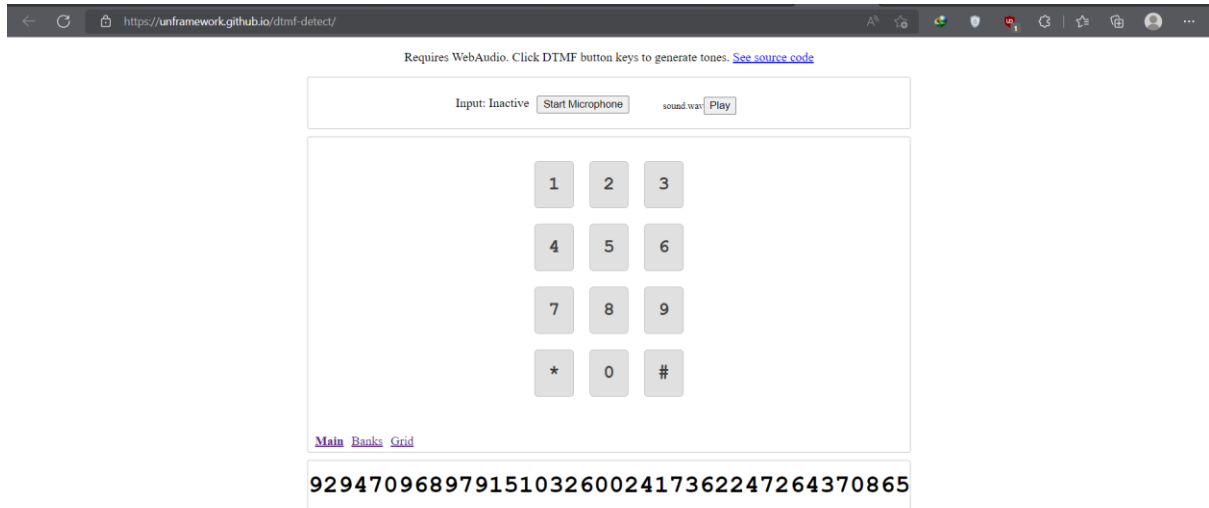 https://unframework.github.io/dtmf-detect/
Requires WebAudio. Click DTMF button keys to generate tones. See source code
Input: Inactive Start Microphone sound.wav Play
1 2 3
4 5 6
7 8 9
* 0 #
Main Banks Grid
9294709689791510326002417362247264370865